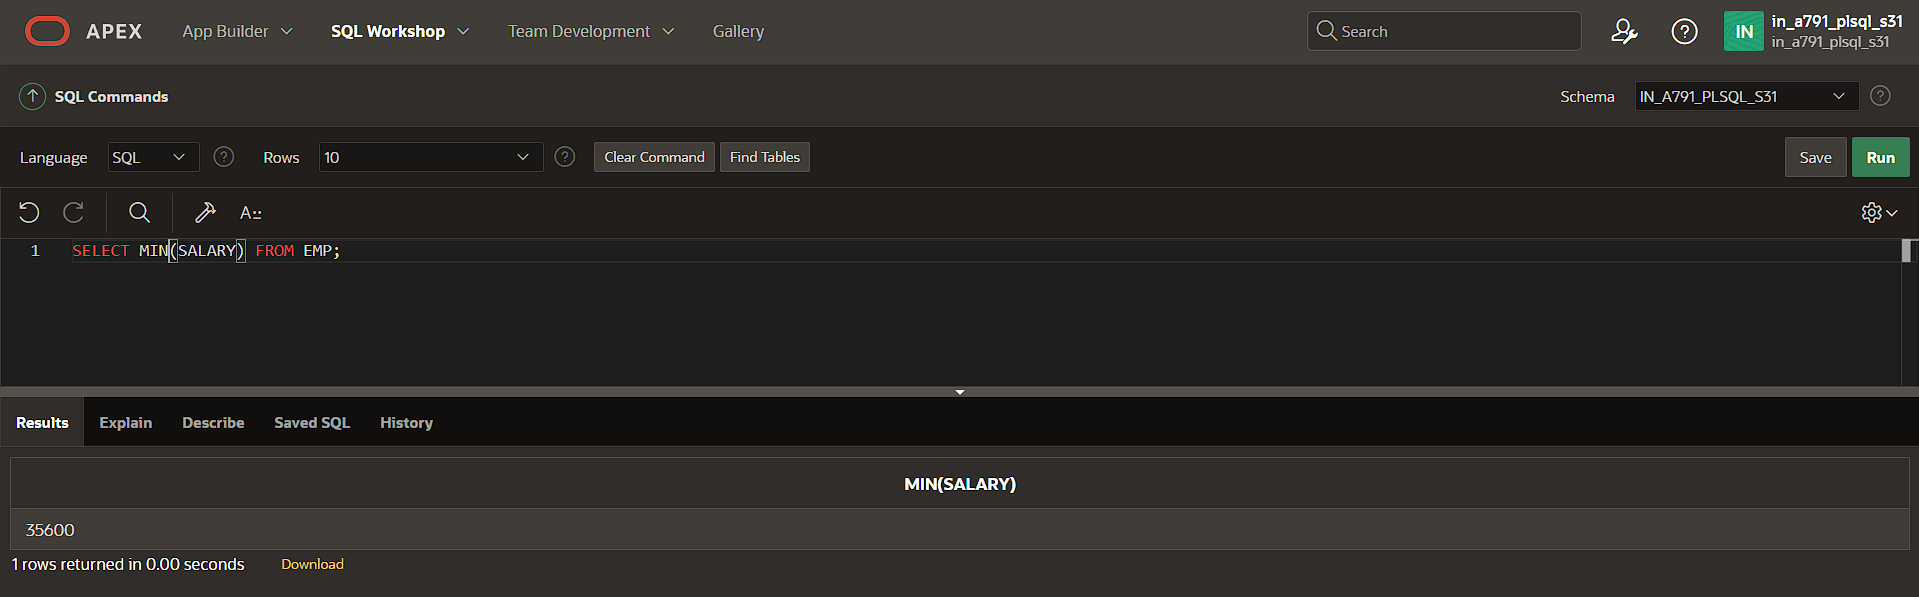 APEX App Builder SQL Workshop Team Development Gallery Search IN in_a791_plsql_s31
in_a791_plsql_s31
SQL Commands Schema IN_A791_PLSQL_S31
Language SQL Rows 10 Clear Command Find Tables Save Run
A::
1 SELECT MIN(SALARY) FROM EMP;
Results Explain Describe Saved SQL History
MIN(SALARY)
35600
1 rows returned in 0.00 seconds Download